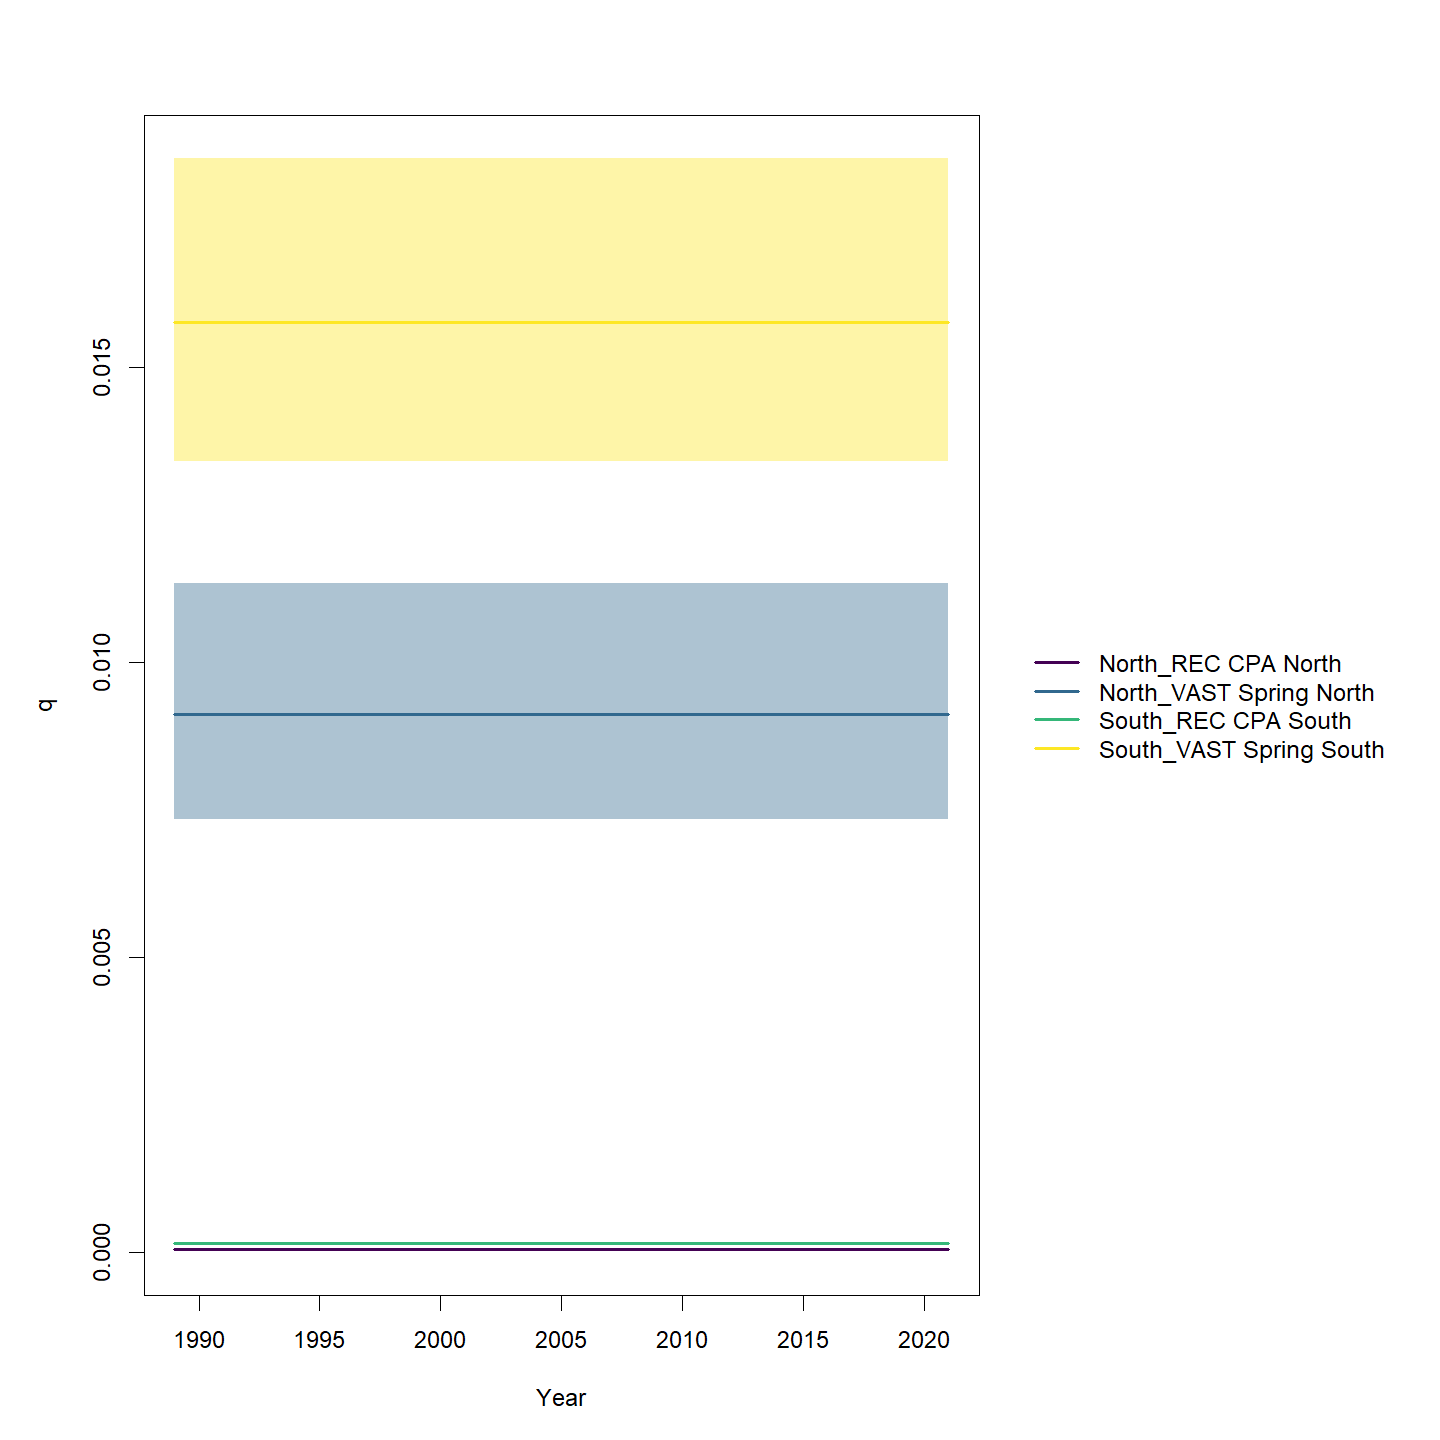 0.015
0.010
0.005
0.000
q
1990 1995 2000 2005 2010 2015 2020
Year
North_REC CPA North
North_VAST Spring North
South_REC CPA South
South_VAST Spring South